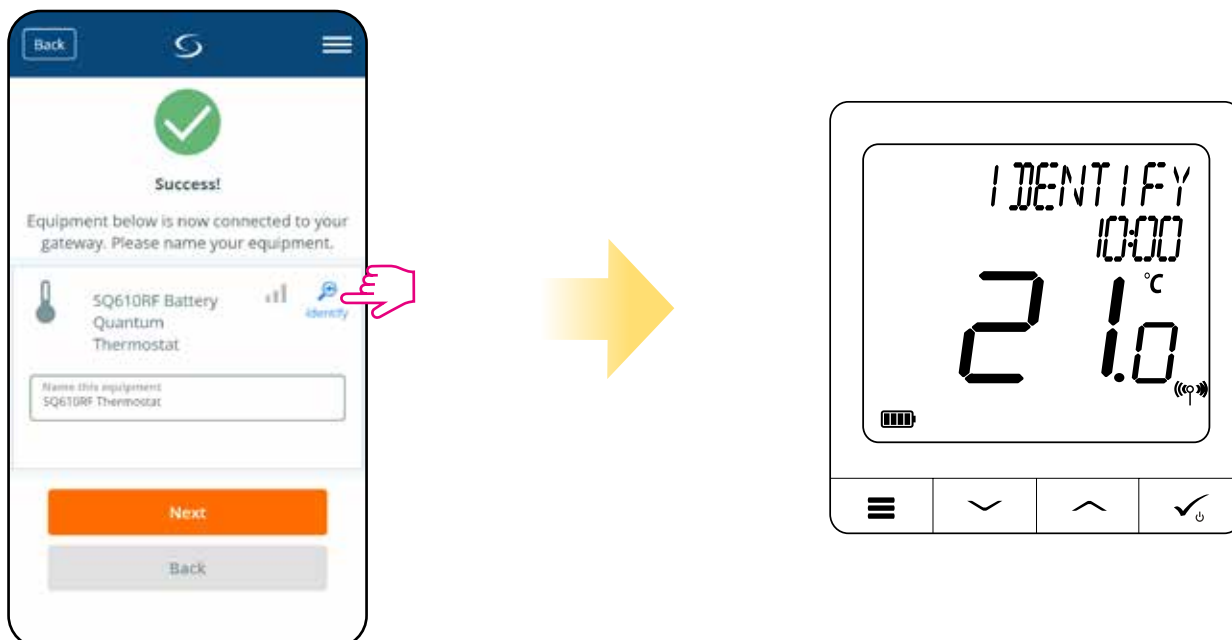 Back
Success!
Equipment below is now connected to your
gateway. Please name your equipment.
SQ610RF Battery
Quantum
Thermostat
Identify
Name this equipment
SQ610RF Thermostat
Next
Back
IDENTIFY
10:00
21.0 °C